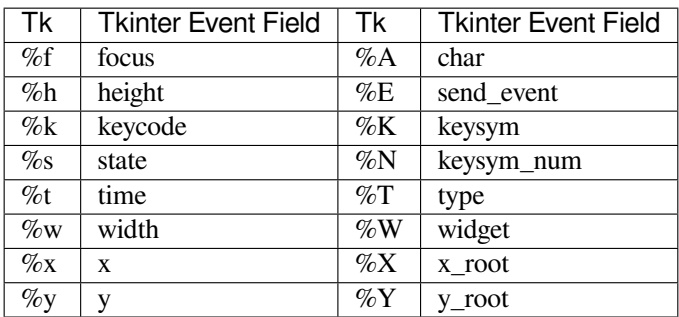 Tk Tkinter Event Field Tk Tkinter Event Field
%f focus %A char
%h height %E send_event
%k keycode %K keysym
%s state %N keysym_num
%t time %T type
%w width %W widget
%x x %X x_root
%y y %Y y_root